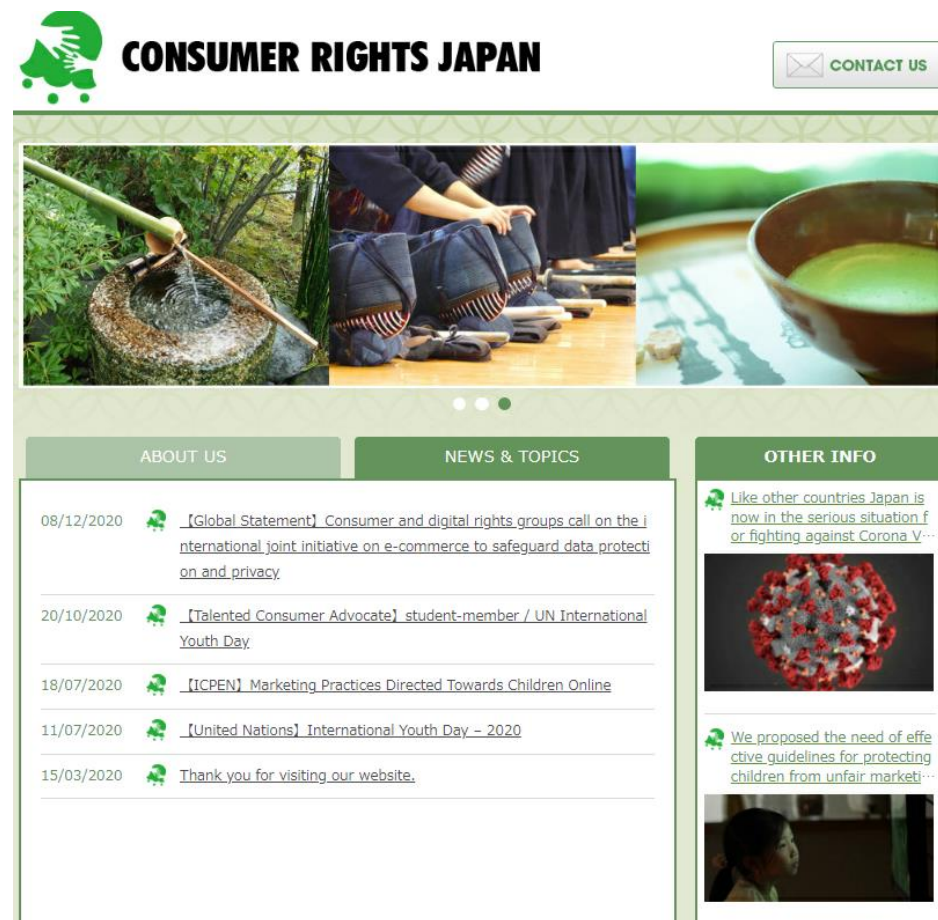 CONSUMER RIGHTS JAPAN
CONTACT US
ABOUT US
NEWS & TOPICS
08/12/2020 【Global Statement】Consumer and digital rights groups call on the i
nternational joint initiative on e-commerce to safeguard data protecti
on and privacy
20/10/2020 【Talented Consumer Advocate】student-member / UN International
Youth Day
18/07/2020 【ICPEN】Marketing Practices Directed Towards Children Online
11/07/2020 【United Nations】International Youth Day – 2020
15/03/2020 Thank you for visiting our website.
OTHER INFO
Like other countries Japan is
now in the serious situation f
or fighting against Corona V…
We proposed the need of effe
ctive guidelines for protecting
children from unfair marketi…